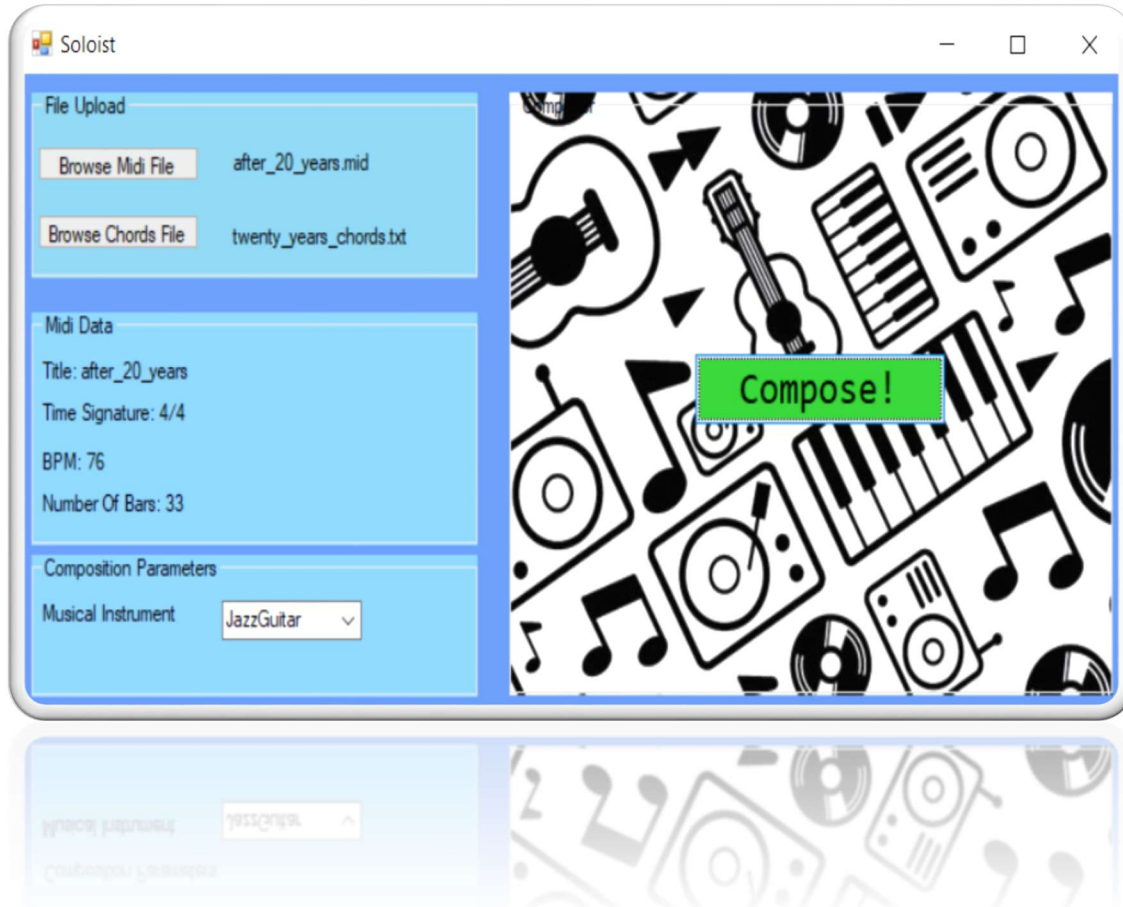 Soloist
File Upload
Browse Midi File
after_20_years.mid
Browse Chords File
twenty_years_chords.txt
Midi Data
Title: after_20_years
Time Signature: 4/4
BPM: 76
Number Of Bars: 33
Composition Parameters
Musical Instrument
JazzGuitar
Compose!